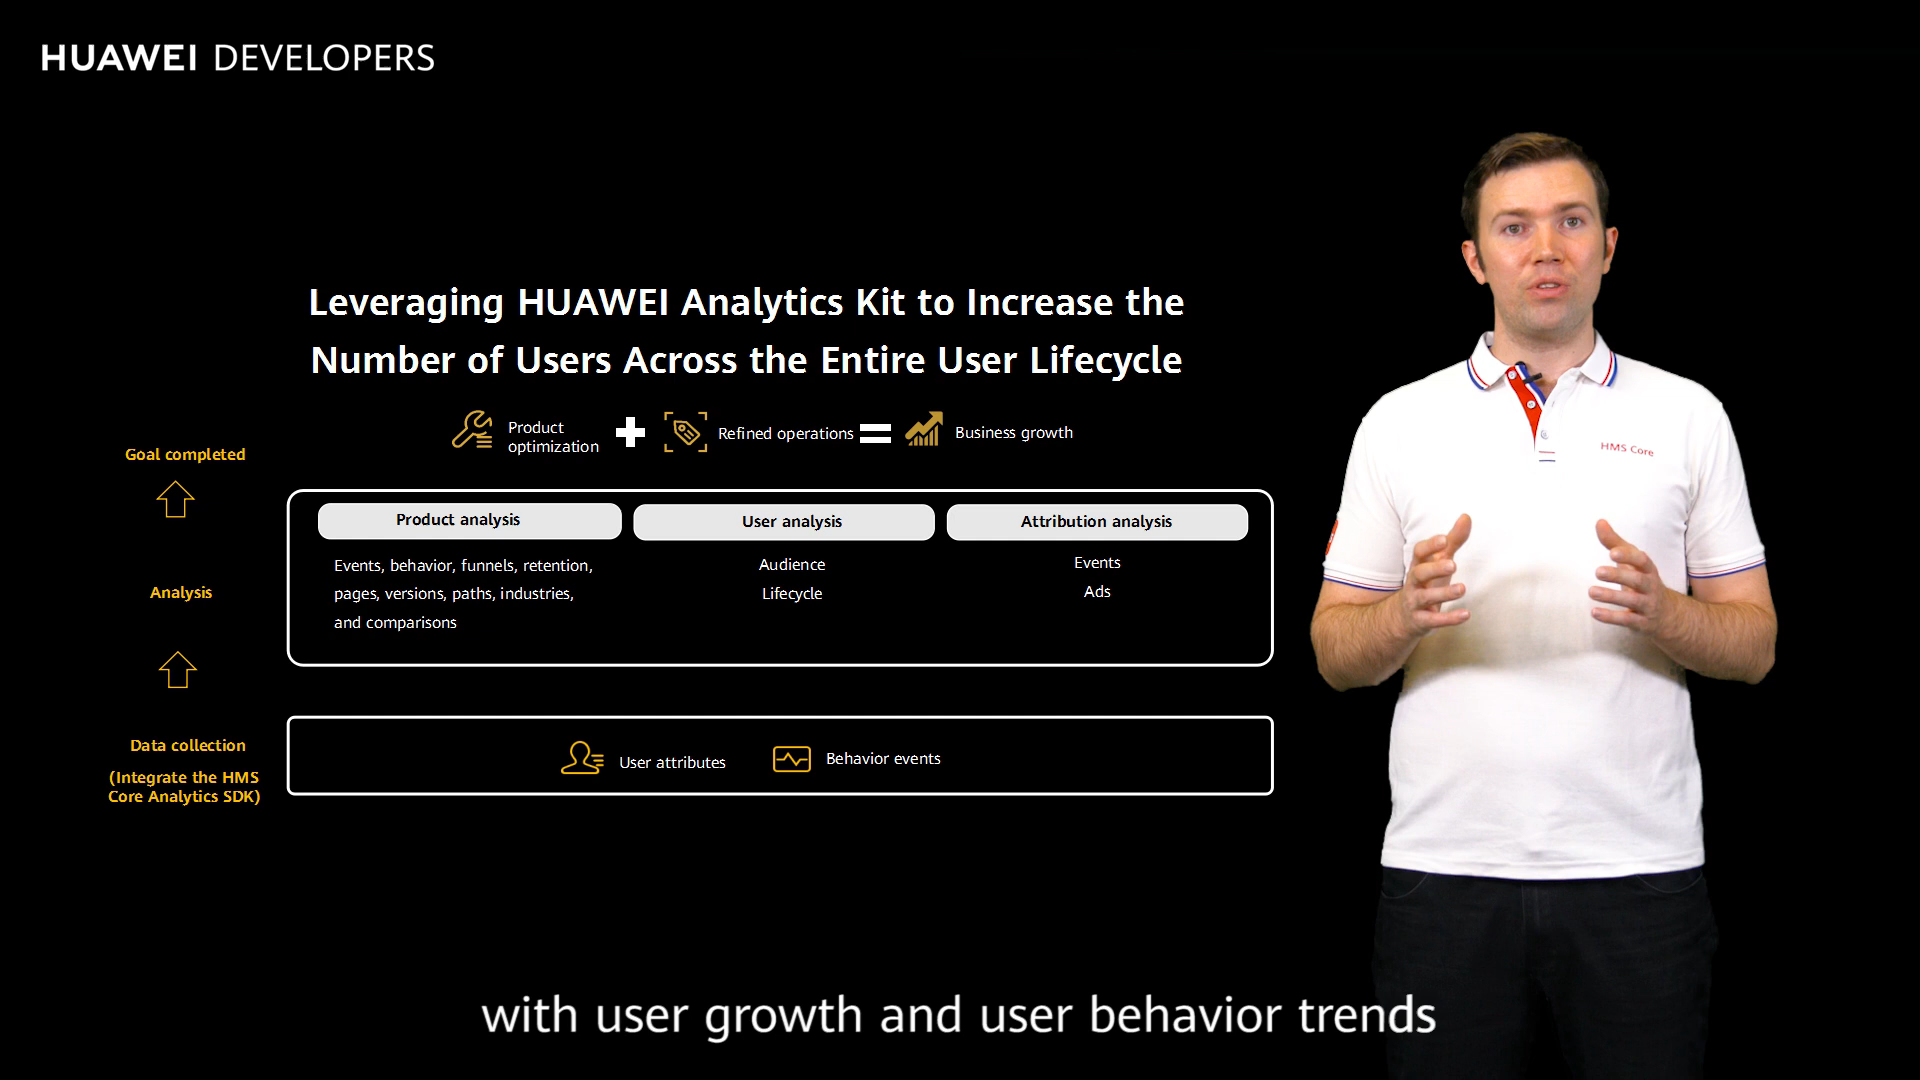 HUAWEI DEVELOPERS
Leveraging HUAWEI Analytics Kit to Increase the
Number of Users Across the Entire User Lifecycle
Product
optimization
Refined operations
Business growth
Goal completed
Product analysis
User analysis
Attribution analysis
Events, behavior, funnels, retention,
pages, versions, paths, industries,
and comparisons
Audience
Lifecycle
Events
Ads
Analysis
Data collection
(Integrate the HMS
Core Analytics SDK)
User attributes
Behavior events
HMS Core
with user growth and user behavior trends